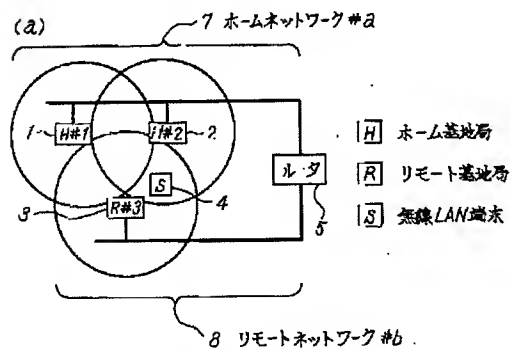 (a)
7 ホームネットワーク #a
1 H#1
H#2 2
H ホーム基地局
S
4
ル・タ
5
R リモート基地局
3 R#3
S 無線LAN端末
8 リモートネットワーク #b